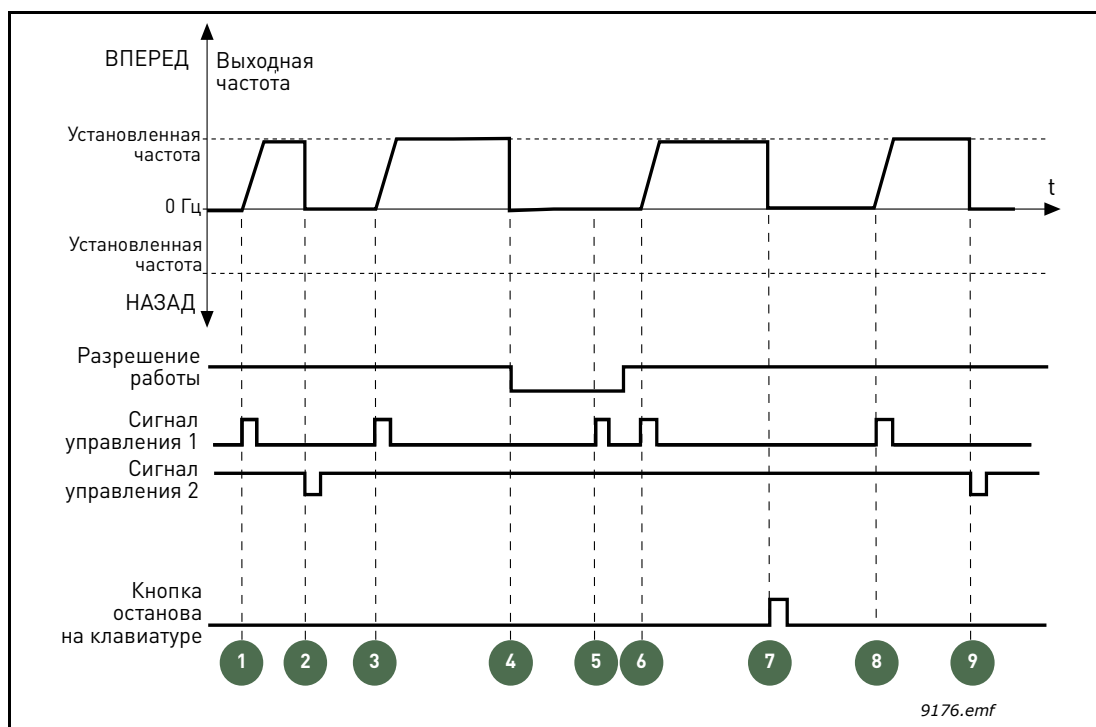 ВПЕРЕД
Выходная
частота
Установленная
частота
t
0 Гц
Установленная
частота
НАЗАД
Разрешение
работы
Сигнал
управления 1
Сигнал
управления 2
Кнопка
останова
на клавиатуре
1 2 3 4 5 6 7 8 9
9176.emf